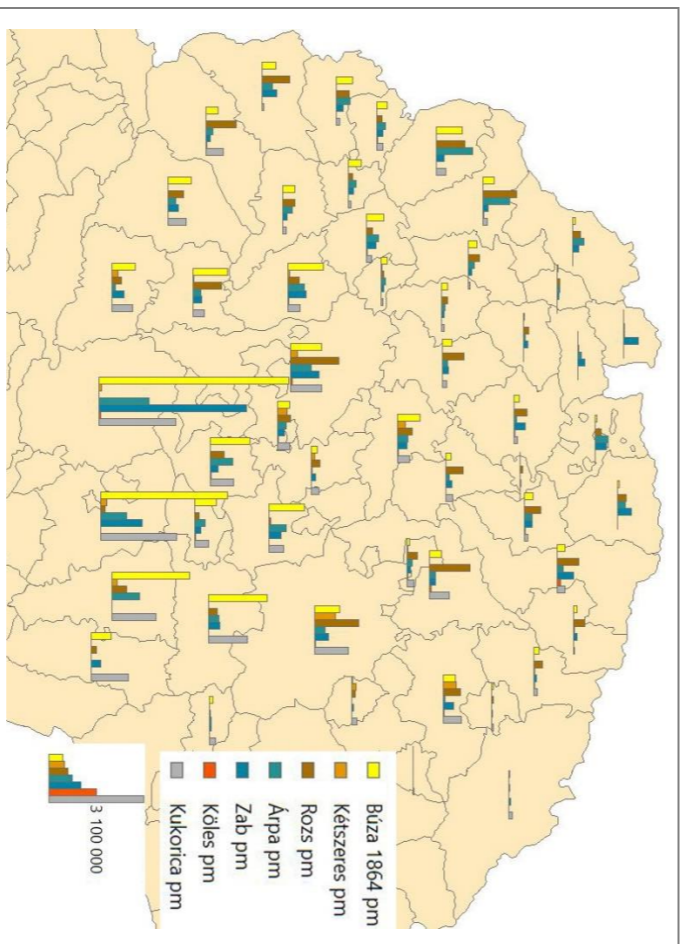 Búza 1864 pm
Kétszeres pm
Rozs pm
Árpa pm
Zab pm
Köles pm
Kukorica pm
3 100 000